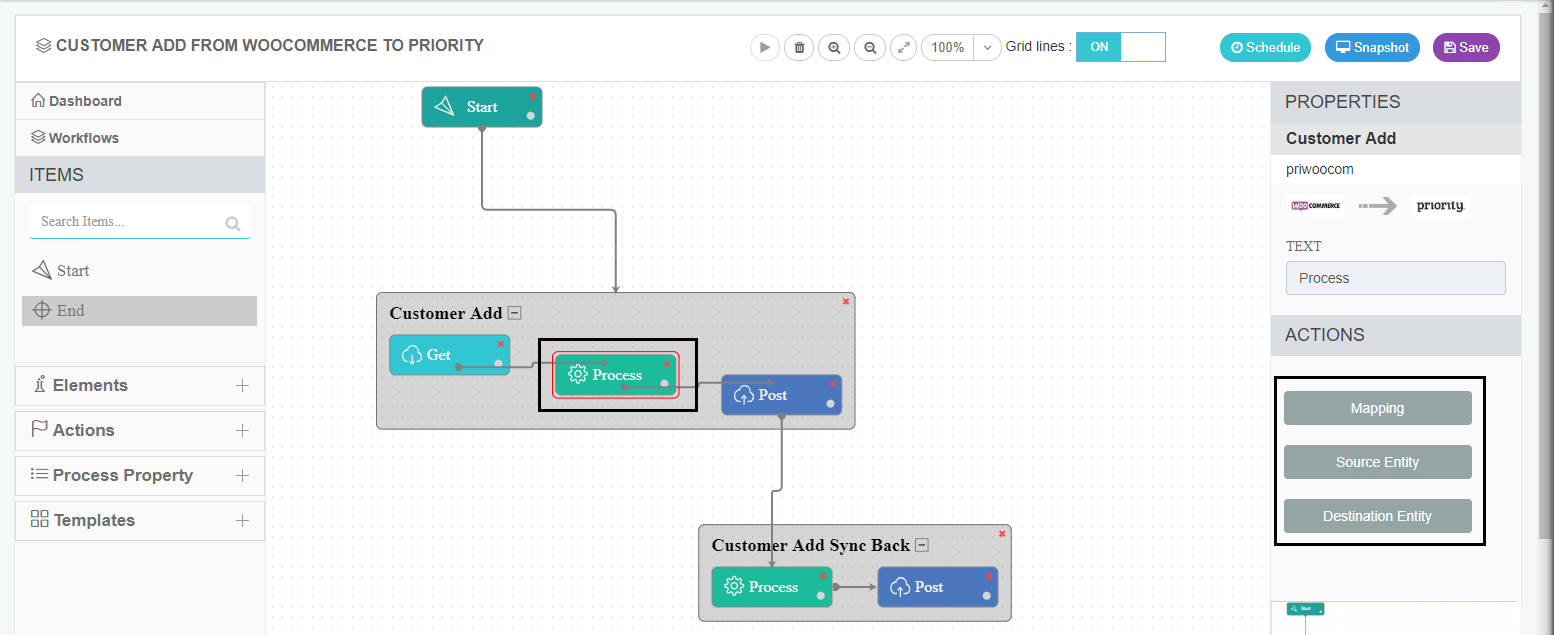 CUSTOMER ADD FROM WOOCOMMERCE TO PRIORITY
100%
Grid lines :
ON
Schedule
Snapshot
Save
Dashboard
Workflows
ITEMS
Search Items...
Start
End
Elements
Actions
Process Property
Templates
Start
Customer Add
Get
Process
Post
Customer Add Sync Back
Process
Post
PROPERTIES
Customer Add
priwoocom
WOO COMMERCE
priority.
TEXT
Process
ACTIONS
Mapping
Source Entity
Destination Entity
Start